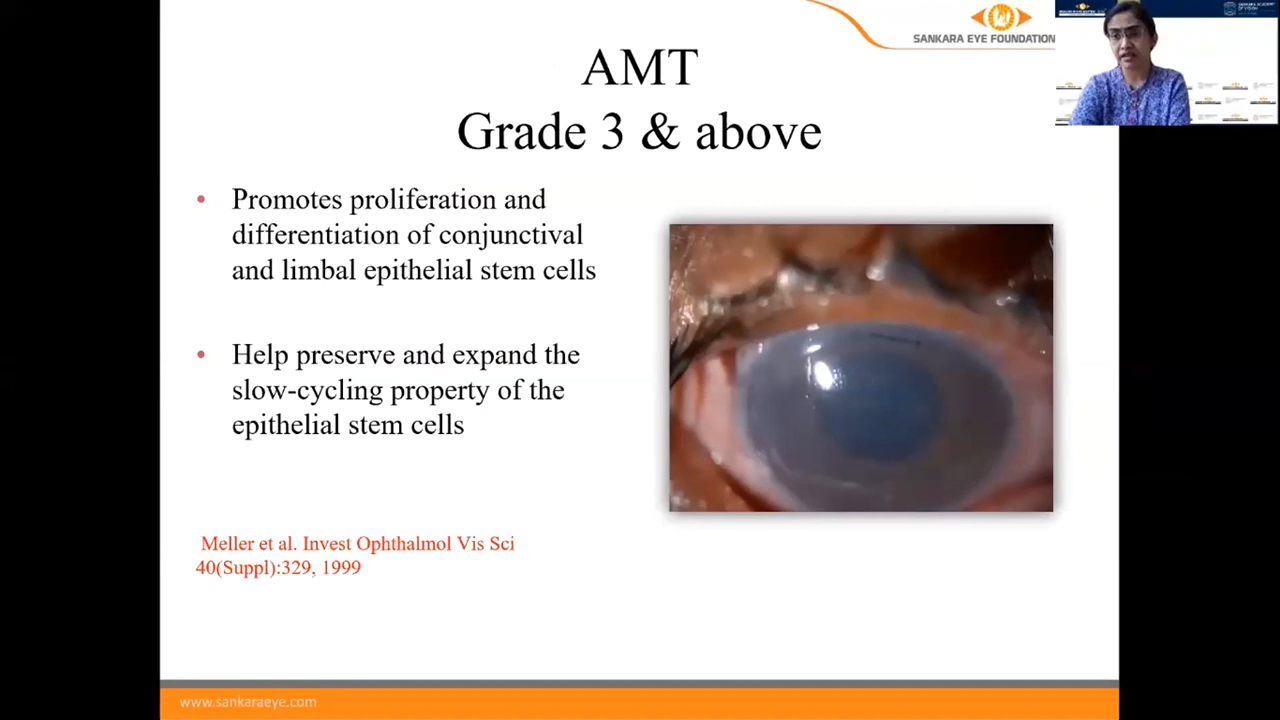 SANKARA EYE FOUNDATION
AMT
Grade 3 & above
• Promotes proliferation and
differentiation of conjunctival
and limbal epithelial stem cells
• Help preserve and expand the
slow-cycling property of the
epithelial stem cells
Meller et al. Invest Ophthalmol Vis Sci
40(Suppl):329, 1999
www.sankaraeye.com